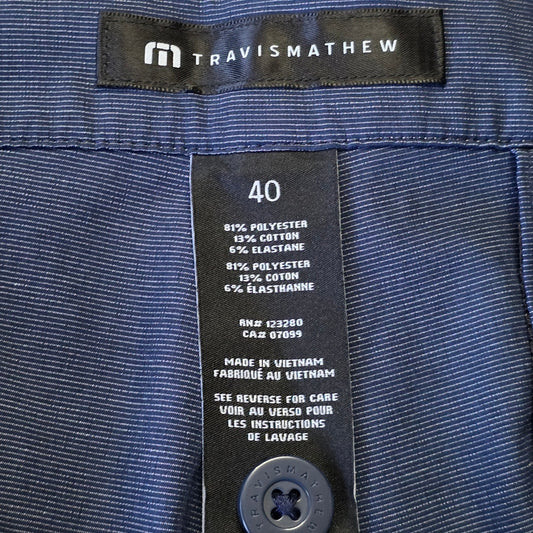 TRAVISMATHEW
40
81% POLYESTER
13% COTTON
6% ELASTANE
81% POLYESTER
13% COTON
6% ÉLASTHANNE
RN# 123280
CA# 07099
MADE IN VIETNAM
FABRIQUÉ AU VIETNAM
SEE REVERSE FOR CARE
VOIR AU VERSO POUR
LES INSTRUCTIONS
DE LAVAGE
TRAVISMATHEW